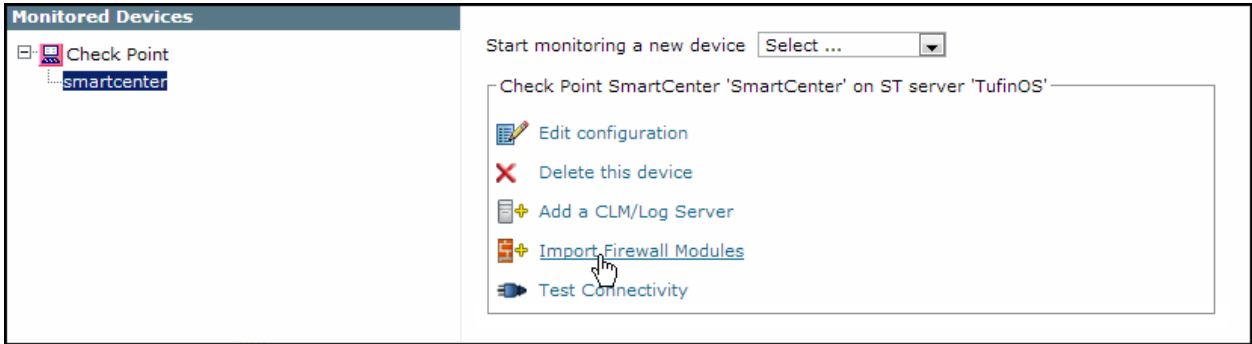 Monitored Devices
Check Point
smartcenter
Start monitoring a new device Select ...
Check Point SmartCenter 'SmartCenter' on ST server 'TufinOS'
Edit configuration
Delete this device
Add a CLM/Log Server
Import Firewall Modules
Test Connectivity